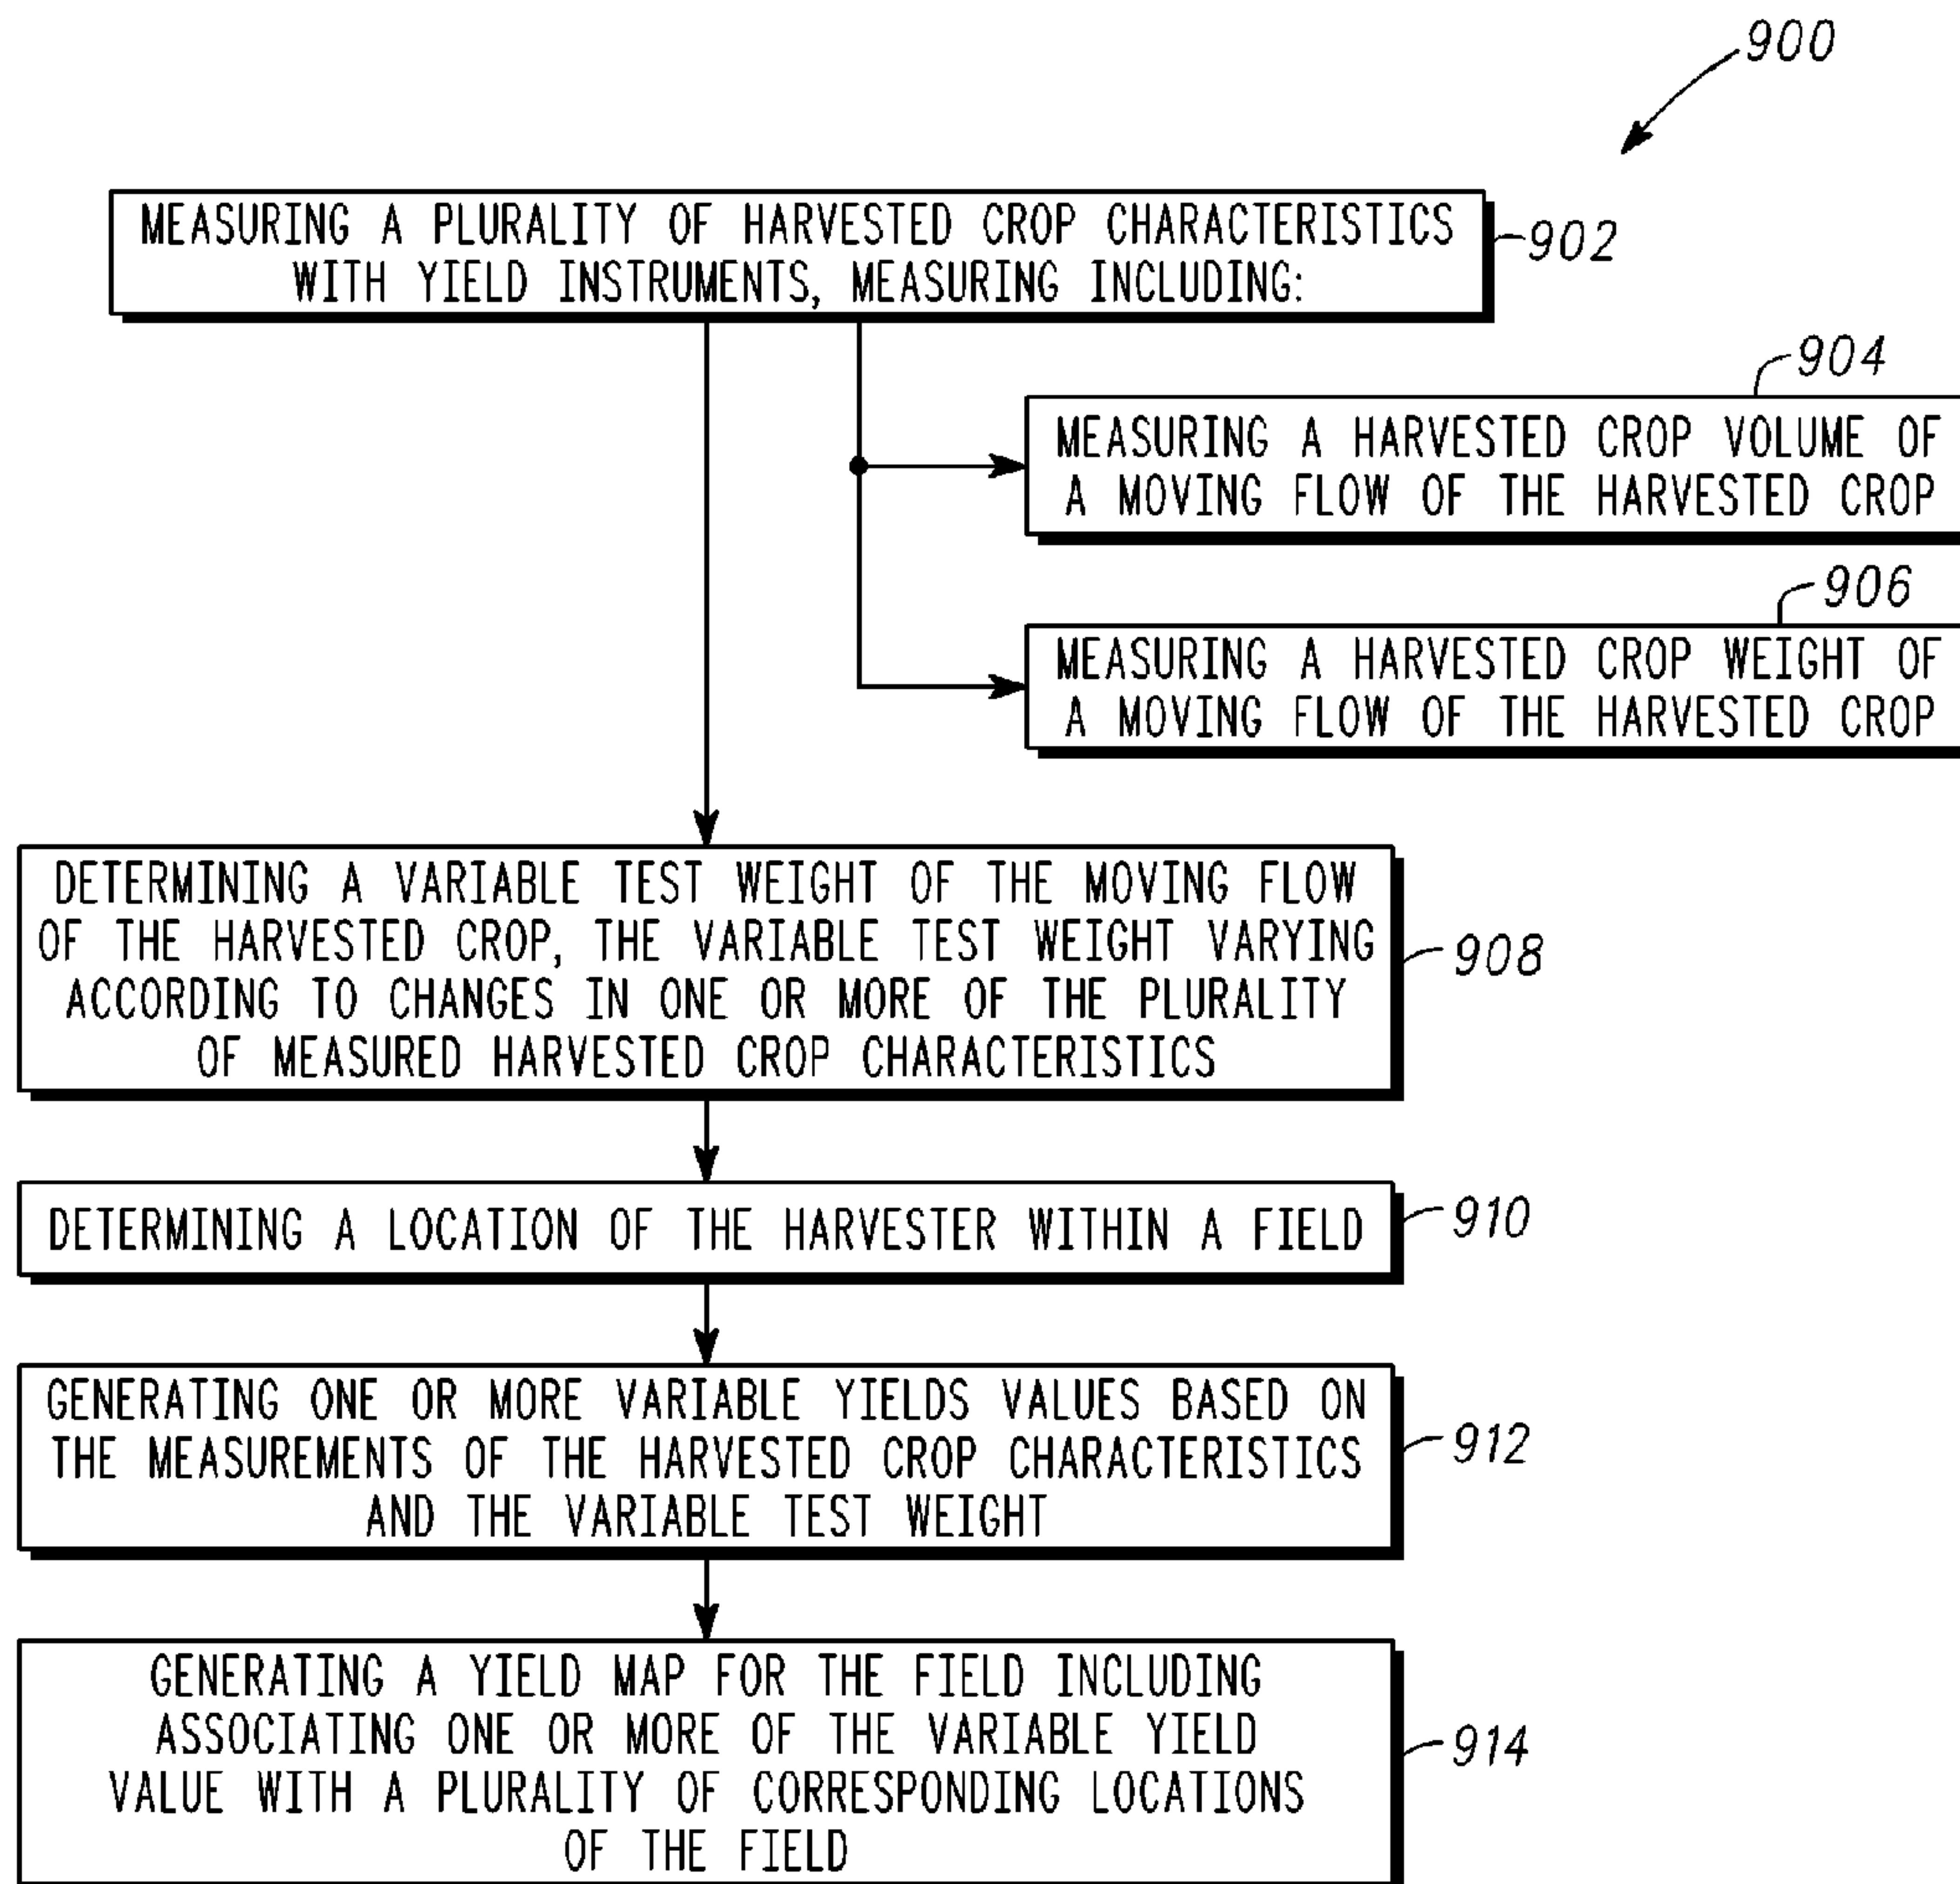 900
MEASURING A PLURALITY OF HARVESTED CROP CHARACTERISTICS
WITH YIELD INSTRUMENTS, MEASURING INCLUDING:
902
904
MEASURING A HARVESTED CROP VOLUME OF
A MOVING FLOW OF THE HARVESTED CROP
906
MEASURING A HARVESTED CROP WEIGHT OF
A MOVING FLOW OF THE HARVESTED CROP
DETERMINING A VARIABLE TEST WEIGHT OF THE MOVING FLOW
OF THE HARVESTED CROP, THE VARIABLE TEST WEIGHT VARYING
ACCORDING TO CHANGES IN ONE OR MORE OF THE PLURALITY
OF MEASURED HARVESTED CROP CHARACTERISTICS
908
DETERMINING A LOCATION OF THE HARVESTER WITHIN A FIELD
910
GENERATING ONE OR MORE VARIABLE YIELDS VALUES BASED ON
THE MEASUREMENTS OF THE HARVESTED CROP CHARACTERISTICS
AND THE VARIABLE TEST WEIGHT
912
GENERATING A YIELD MAP FOR THE FIELD INCLUDING
ASSOCIATING ONE OR MORE OF THE VARIABLE YIELD
VALUE WITH A PLURALITY OF CORRESPONDING LOCATIONS
OF THE FIELD
914